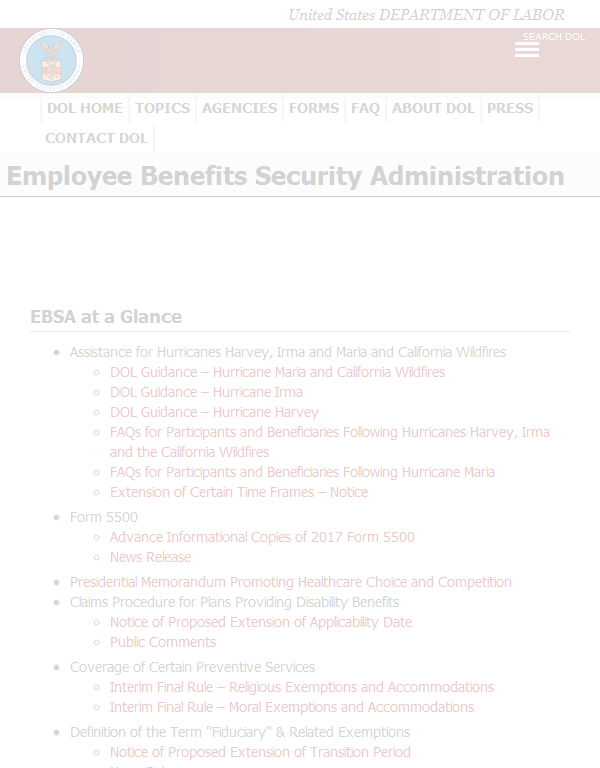 United States DEPARTMENT OF LABOR
SEARCH DOL
DOL HOME TOPICS AGENCIES FORMS FAQ ABOUT DOL PRESS
CONTACT DOL
Employee Benefits Security Administration
EBSA at a Glance
Assistance for Hurricanes Harvey, Irma and Maria and California Wildfires
DOL Guidance – Hurricane Maria and California Wildfires
DOL Guidance – Hurricane Irma
DOL Guidance – Hurricane Harvey
FAQs for Participants and Beneficiaries Following Hurricanes Harvey, Irma
and the California Wildfires
FAQs for Participants and Beneficiaries Following Hurricane Maria
Extension of Certain Time Frames – Notice
Form 5500
Advance Informational Copies of 2017 Form 5500
News Release
Presidential Memorandum Promoting Healthcare Choice and Competition
Claims Procedure for Plans Providing Disability Benefits
Notice of Proposed Extension of Applicability Date
Public Comments
Coverage of Certain Preventive Services
Interim Final Rule – Religious Exemptions and Accommodations
Interim Final Rule – Moral Exemptions and Accommodations
Definition of the Term "Fiduciary" & Related Exemptions
Notice of Proposed Extension of Transition Period